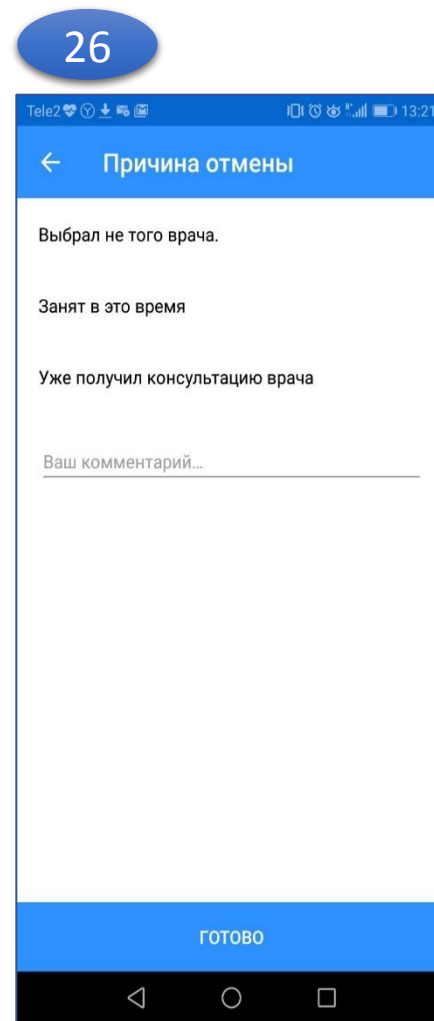 26
Tele2 13:21
Причина отмены
Выбрал не того врача.
Занят в это время
Уже получил консультацию врача
Ваш комментарий...
ГОТОВО